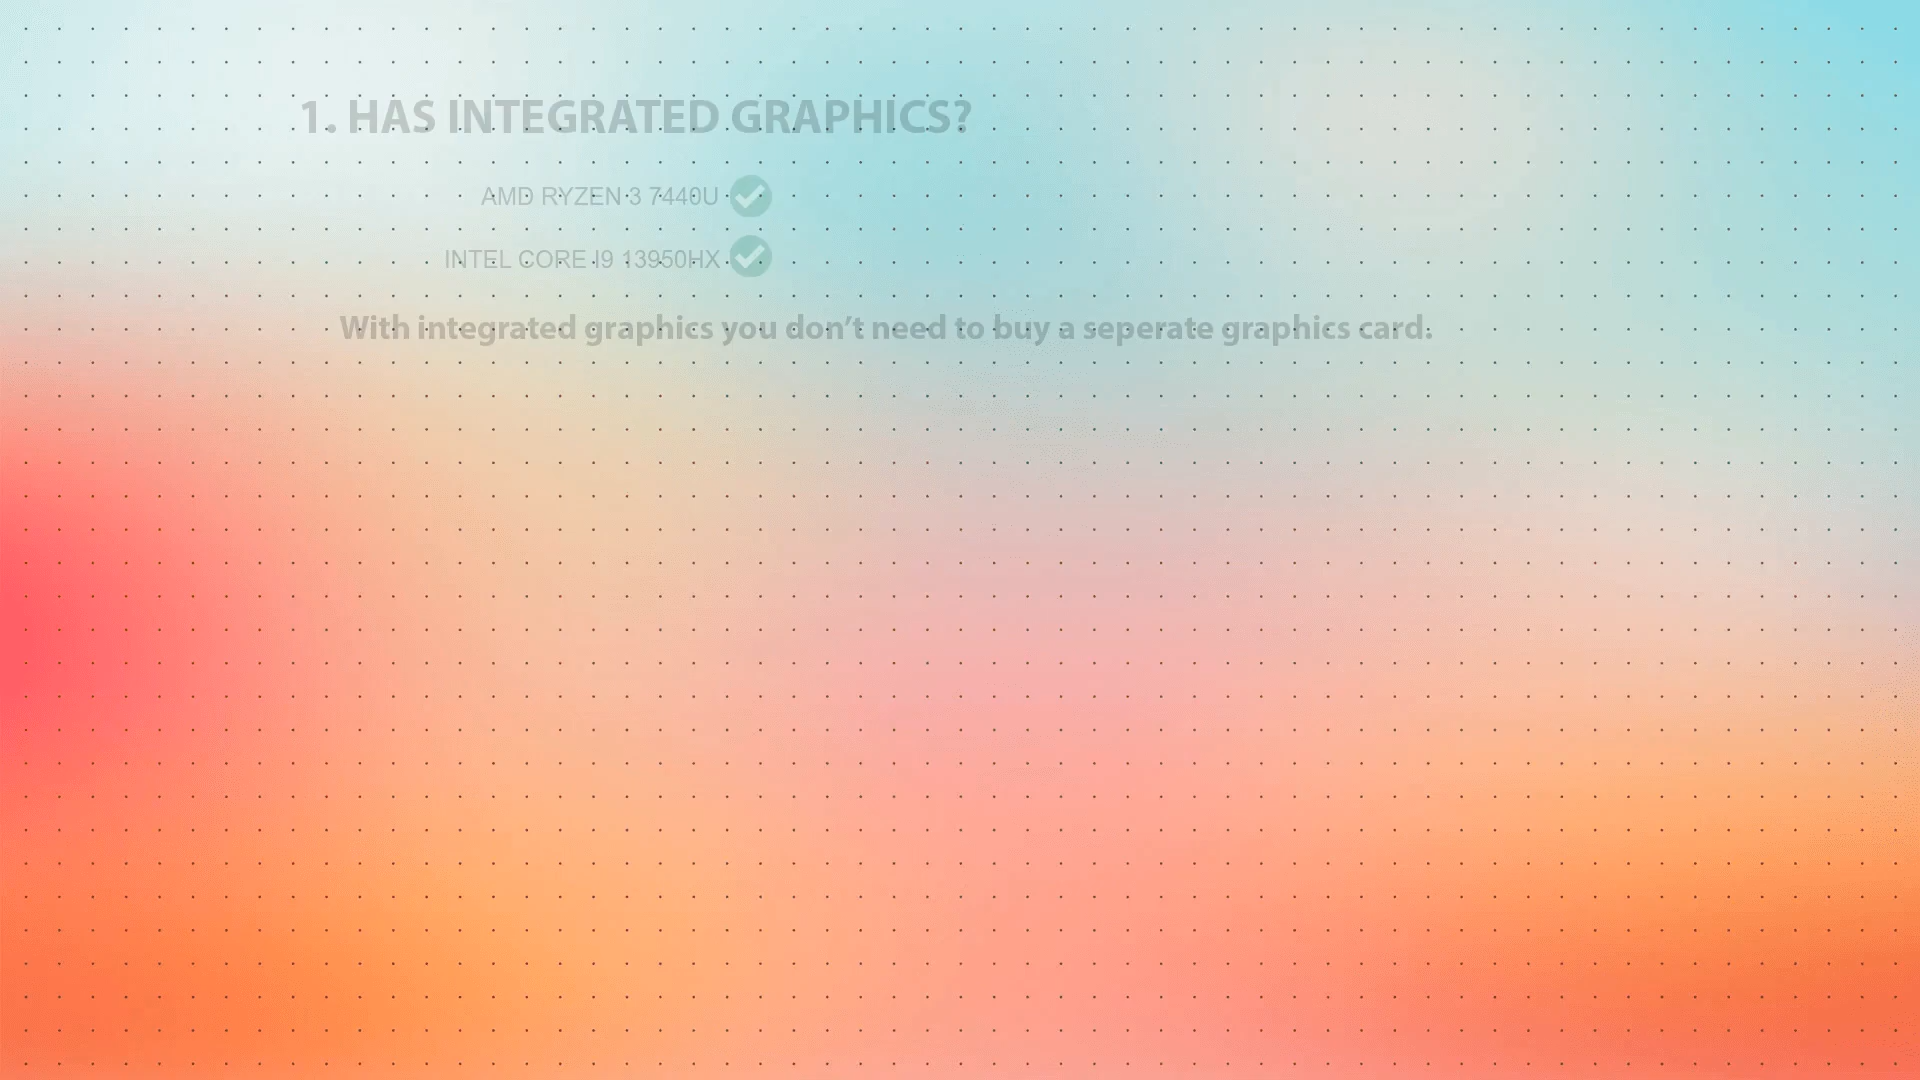 1. HAS INTEGRATED GRAPHICS?
AMD RYZEN 3 7440U
INTEL CORE I9 13950HX
With integrated graphics you don’t need to buy a seperate graphics card.